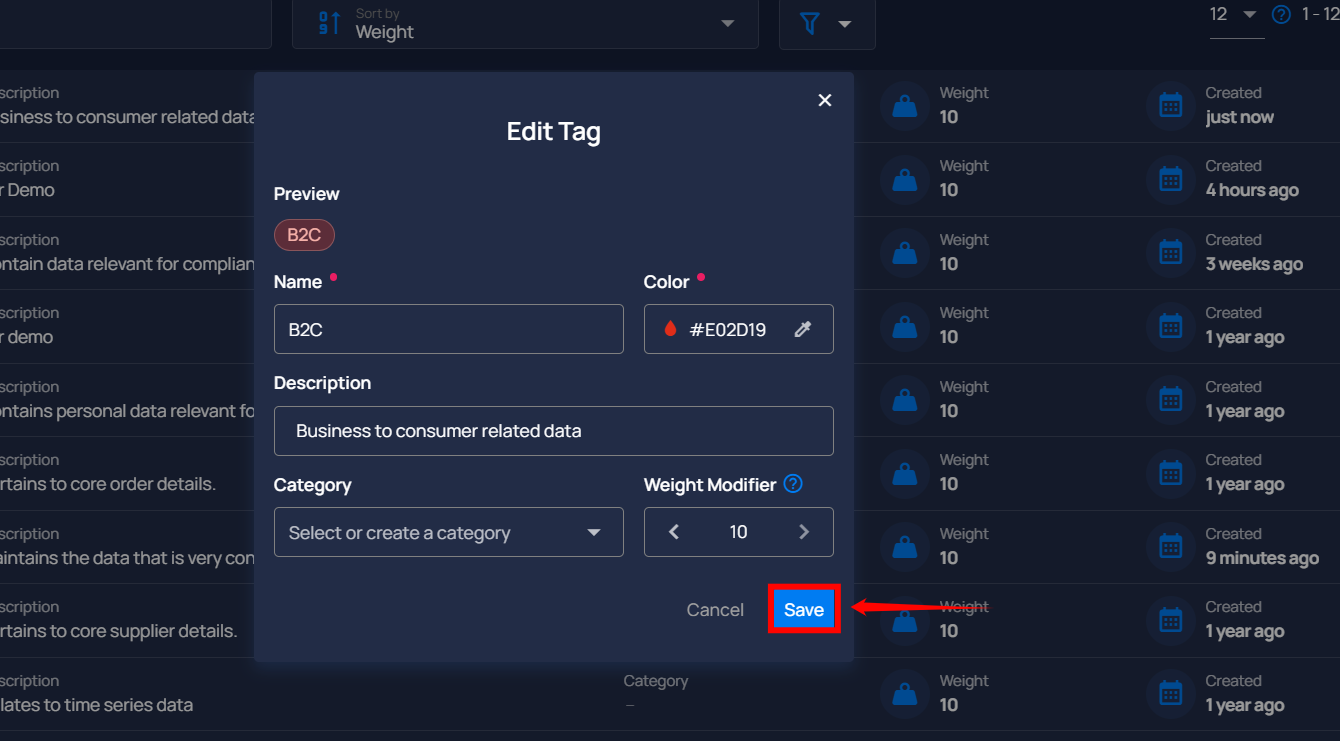 Sort by
Weight
12
1 - 12
scription
siness to consumer related data
Weight
10
Created
just now
scription
r Demo
Weight
10
Created
4 hours ago
scription
ontain data relevant for complian
Weight
10
Created
3 weeks ago
scription
r demo
Weight
10
Created
1 year ago
scription
ontains personal data relevant fo
Weight
10
Created
1 year ago
scription
rtains to core order details.
Weight
10
Created
1 year ago
scription
aintains the data that is very con
Weight
10
Created
9 minutes ago
scription
rtains to core supplier details.
Weight
10
Created
1 year ago
scription
lates to time series data
Category
–
Weight
10
Created
1 year ago
Edit Tag
Preview
B2C
Name
Color
B2C
#E02D19
Description
Business to consumer related data
Category
Weight Modifier ?
Select or create a category
10
Cancel
Save